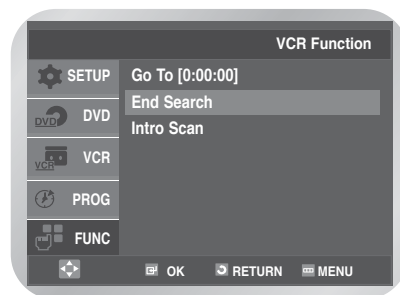 VCR Function
SETUP
DVD
DVD
VCR
VCR
PROG
FUNC
Go To [0:00:00]
End Search
Intro Scan
OK
RETURN
MENU